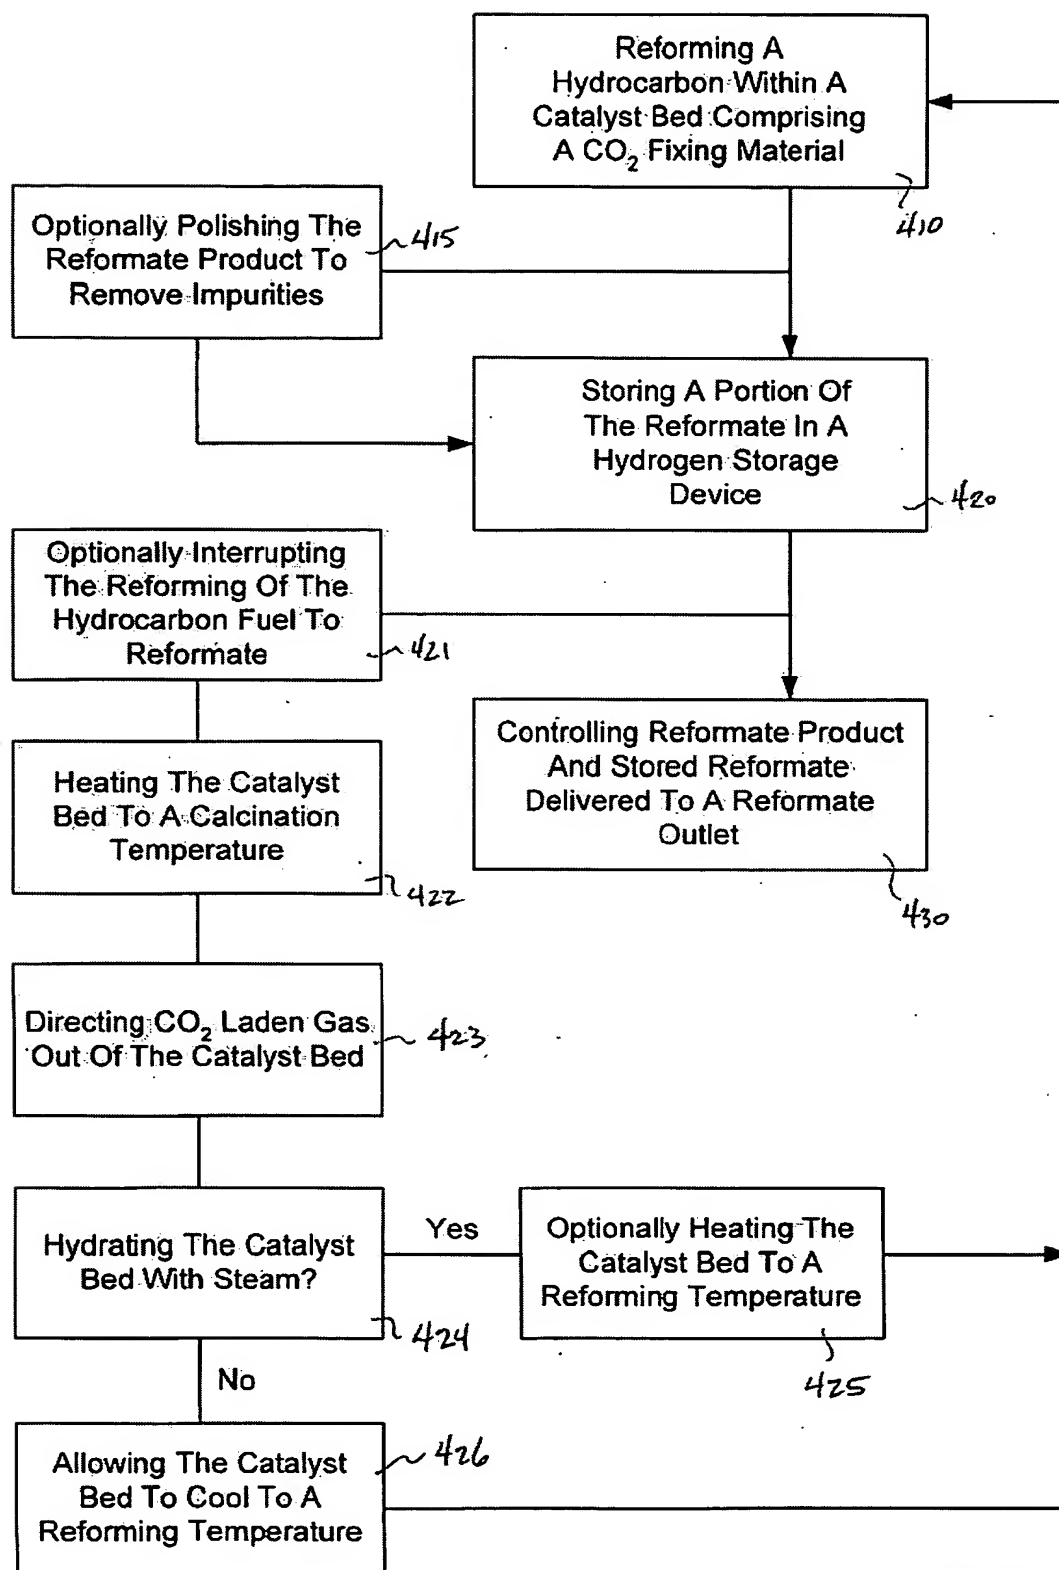 Reforming A
Hydrocarbon Within A
Catalyst Bed Comprising
A CO₂ Fixing Material
410
Optionally Polishing The
Reformate Product To
Remove Impurities
415
Storing A Portion Of
The Reformate In A
Hydrogen Storage
Device
420
Optionally Interrupting
The Reforming Of The
Hydrocarbon Fuel To
Reformate
421
Controlling Reformate Product
And Stored Reformate
Delivered To A Reformate
Outlet
430
Heating The Catalyst
Bed To A Calcination
Temperature
422
Directing CO₂ Laden Gas
Out Of The Catalyst Bed
423
Hydrating The Catalyst
Bed With Steam?
424
Yes
Optionally Heating The
Catalyst Bed To A
Reforming Temperature
425
No
Allowing The Catalyst
Bed To Cool To A
Reforming Temperature
426